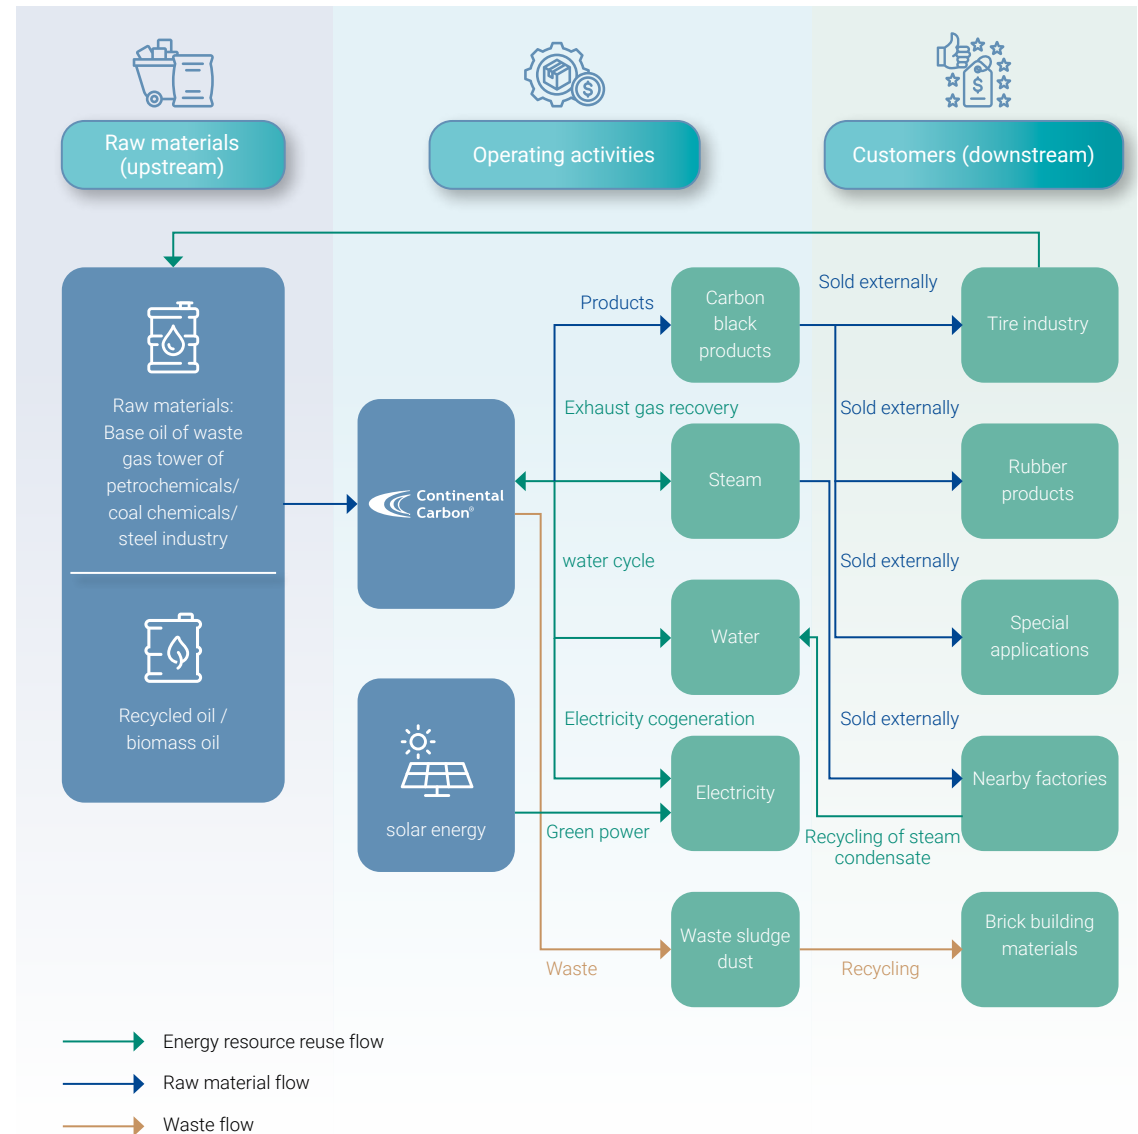 Raw materials
(upstream)
Operating activities
Customers (downstream)
$
$
Raw materials:
Base oil of waste
gas tower of
petrochemicals/
coal chemicals/
steel industry
Recycled oil /
biomass oil
Continental
Carbon®
solar energy
Products
Exhaust gas recovery
water cycle
Electricity cogeneration
Green power
Waste
Carbon
black
products
Steam
Water
Electricity
Waste sludge
dust
Sold externally
Sold externally
Sold externally
Sold externally
Recycling of steam
condensate
Recycling
Tire industry
Rubber
products
Special
applications
Nearby factories
Brick building
materials
Energy resource reuse flow
Raw material flow
Waste flow